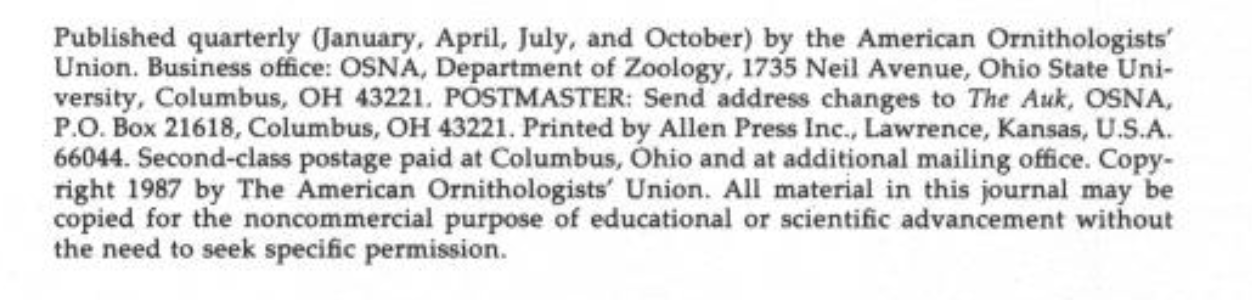 Published quarterly (January, April, July, and October) by the American Ornithologists'
Union. Business office: OSNA, Department of Zoology, 1735 Neil Avenue, Ohio State Uni-
versity, Columbus, OH 43221. POSTMASTER: Send address changes to The Auk, OSNA,
P.O. Box 21618, Columbus, OH 43221. Printed by Allen Press Inc., Lawrence, Kansas, U.S.A.
66044. Second-class postage paid at Columbus, Ohio and at additional mailing office. Copy-
right 1987 by The American Ornithologists' Union. All material in this journal may be
copied for the noncommercial purpose of educational or scientific advancement without
the need to seek specific permission.